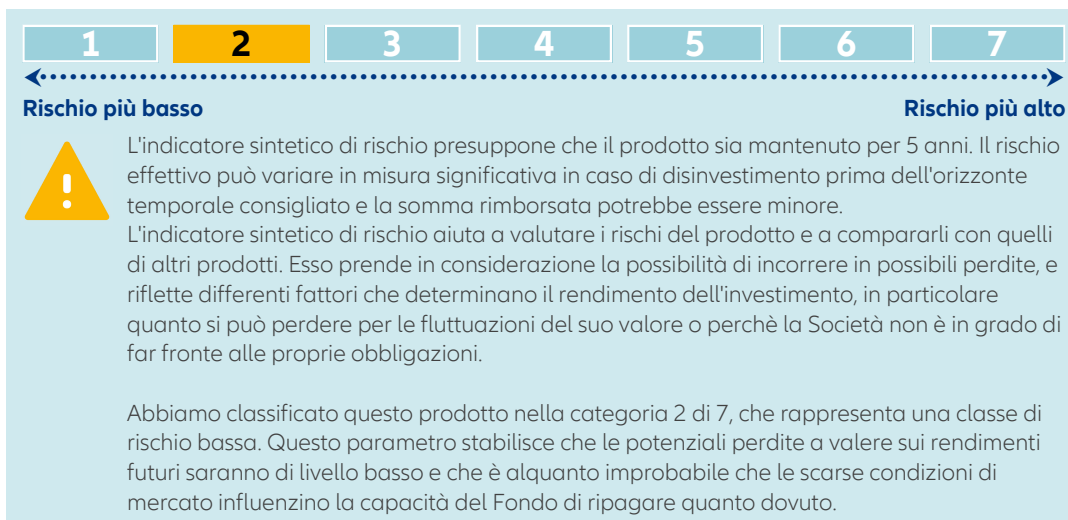 1 2 3 4 5 6 7
Rischio più basso Rischio più alto
L'indicatore sintetico di rischio presuppone che il prodotto sia mantenuto per 5 anni. Il rischio
effettivo può variare in misura significativa in caso di disinvestimento prima dell'orizzonte
temporale consigliato e la somma rimborsata potrebbe essere minore.
L'indicatore sintetico di rischio aiuta a valutare i rischi del prodotto e a compararli con quelli
di altri prodotti. Esso prende in considerazione la possibilità di incorrere in possibili perdite, e
riflette differenti fattori che determinano il rendimento dell'investimento, in particolare
quanto si può perdere per le fluttuazioni del suo valore o perchè la Società non è in grado di
far fronte alle proprie obbligazioni.
Abbiamo classificato questo prodotto nella categoria 2 di 7, che rappresenta una classe di
rischio bassa. Questo parametro stabilisce che le potenziali perdite a valere sui rendimenti
futuri saranno di livello basso e che è alquanto improbabile che le scarse condizioni di
mercato influenzino la capacità del Fondo di ripagare quanto dovuto.